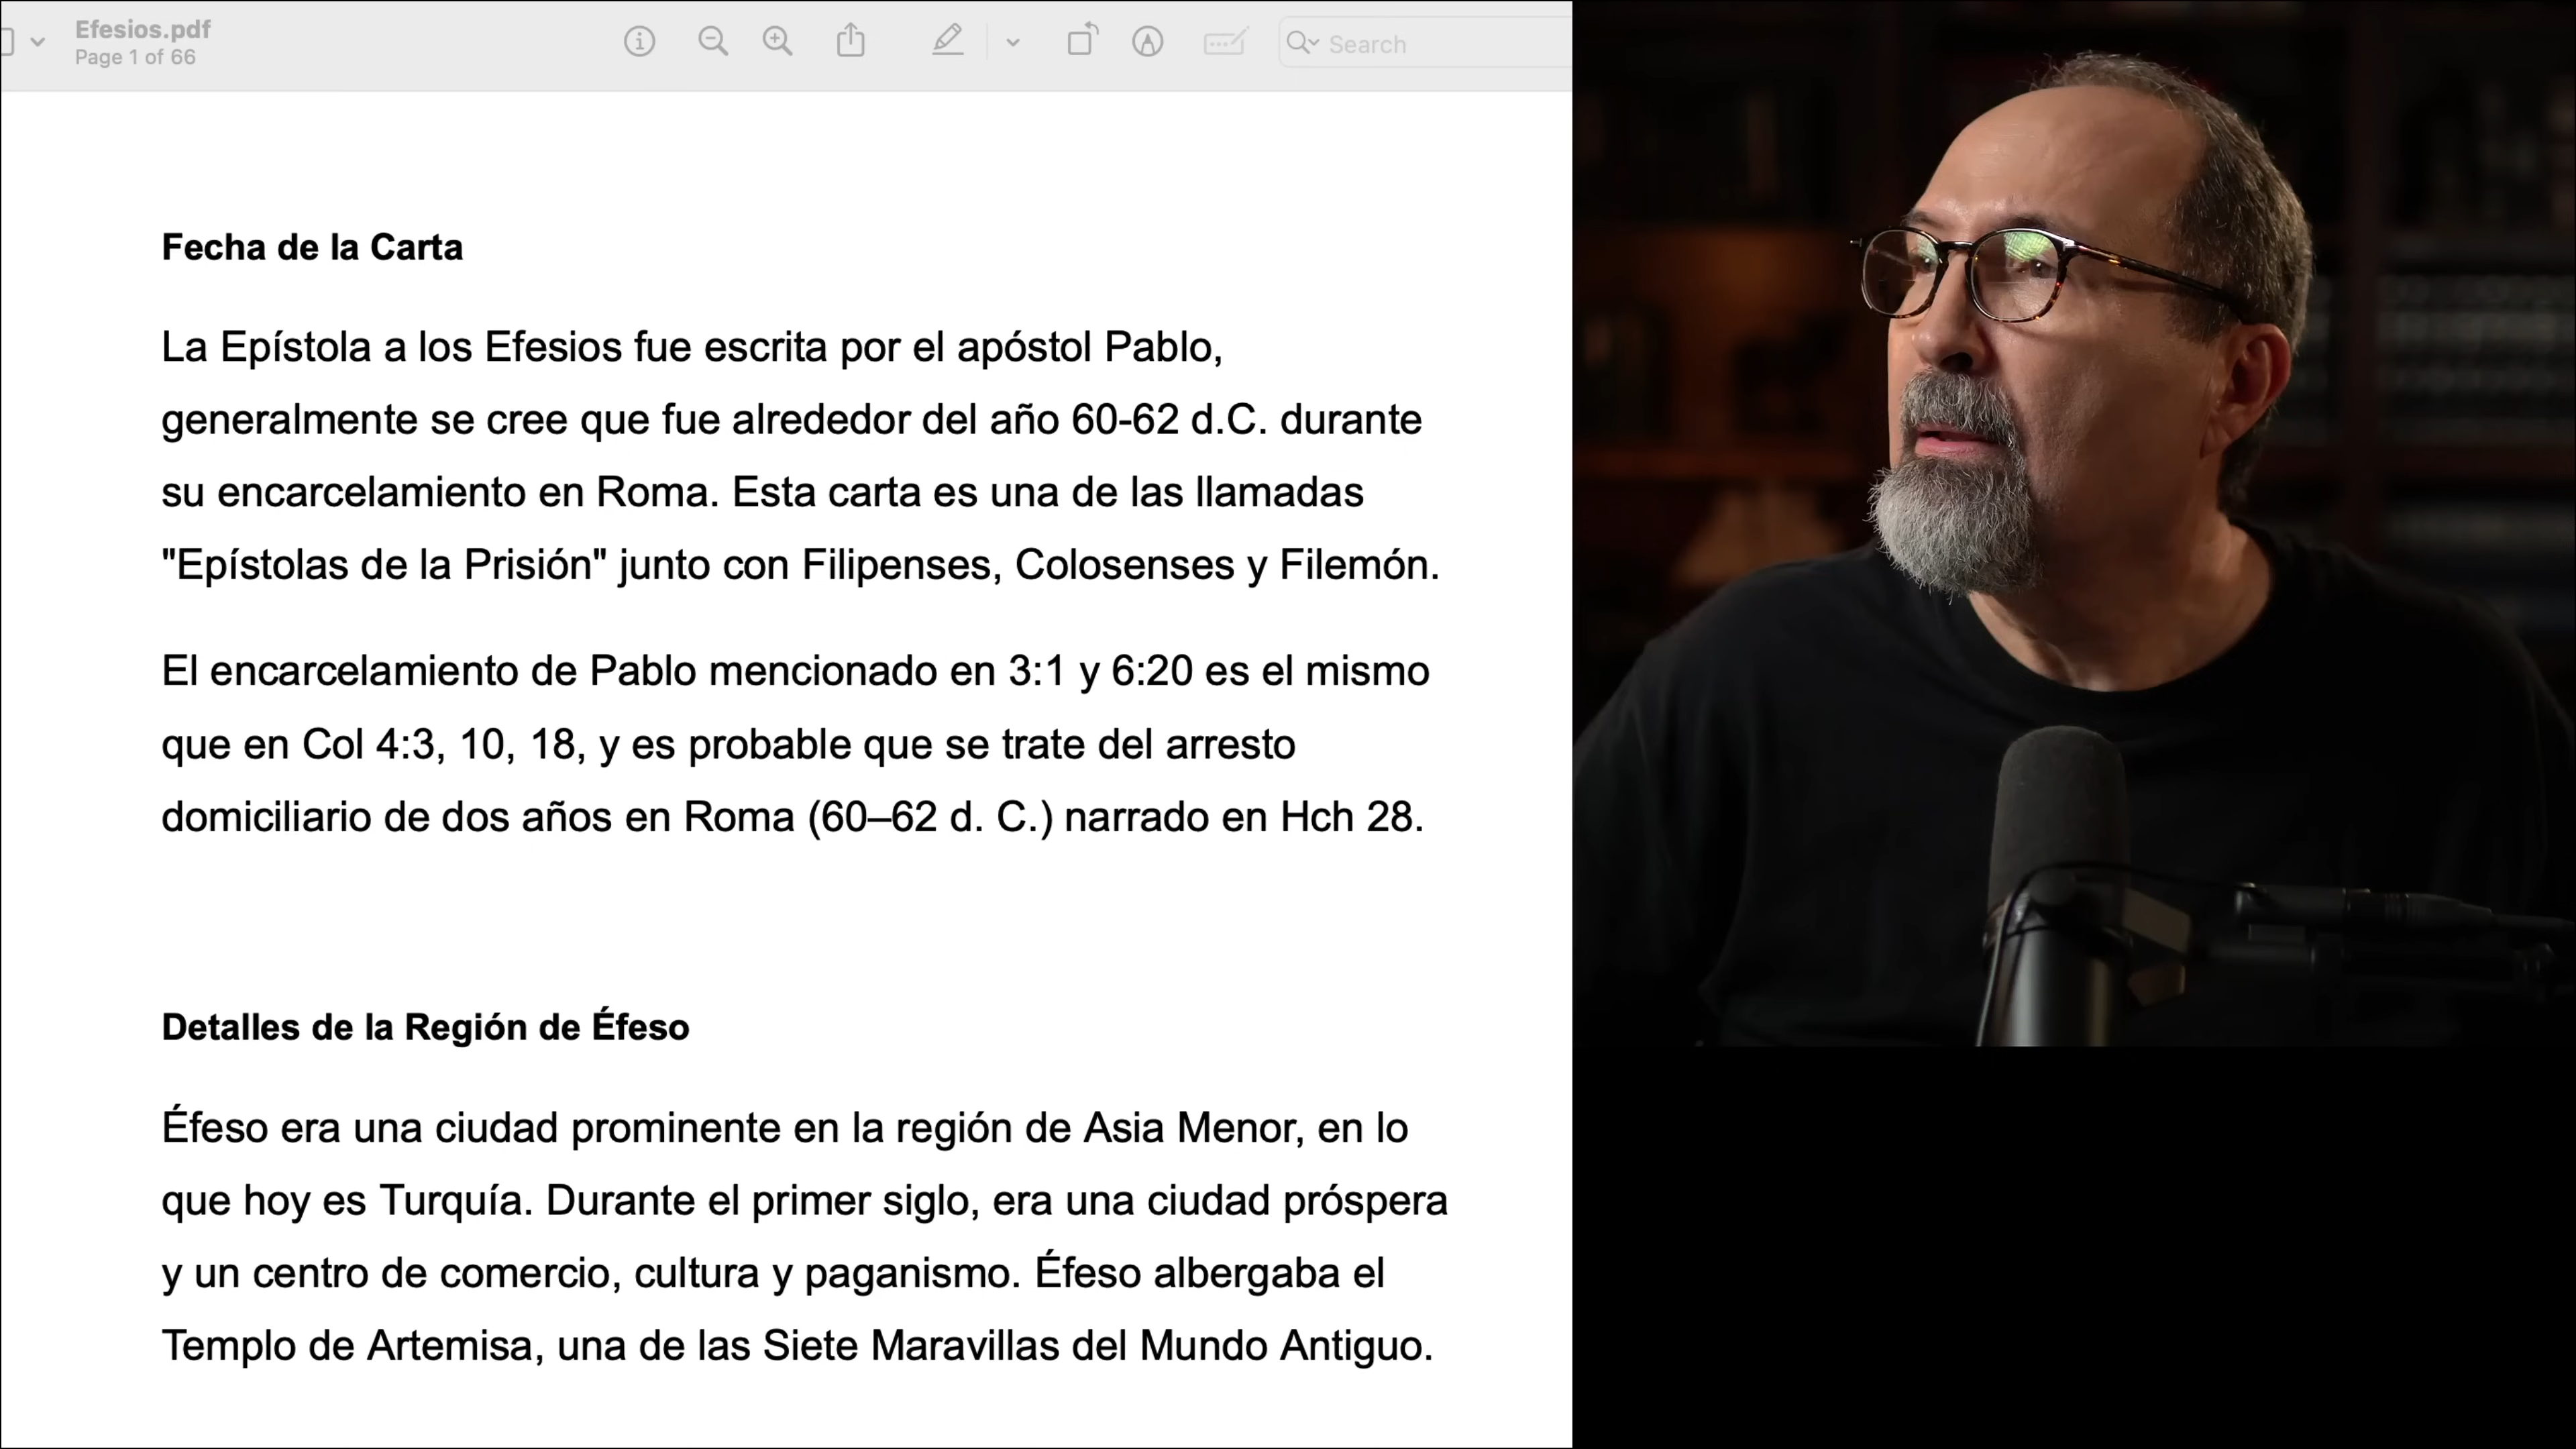 Efesios.pdf
Page 1 of 66
Search
Fecha de la Carta
La Epístola a los Efesios fue escrita por el apóstol Pablo,
generalmente se cree que fue alrededor del año 60-62 d.C. durante
su encarcelamiento en Roma. Esta carta es una de las llamadas
"Epístolas de la Prisión" junto con Filipenses, Colosenses y Filemón.
El encarcelamiento de Pablo mencionado en 3:1 y 6:20 es el mismo
que en Col 4:3, 10, 18, y es probable que se trate del arresto
domiciliario de dos años en Roma (60–62 d. C.) narrado en Hch 28.
Detalles de la Región de Éfeso
Éfeso era una ciudad prominente en la región de Asia Menor, en lo
que hoy es Turquía. Durante el primer siglo, era una ciudad próspera
y un centro de comercio, cultura y paganismo. Éfeso albergaba el
Templo de Artemisa, una de las Siete Maravillas del Mundo Antiguo.